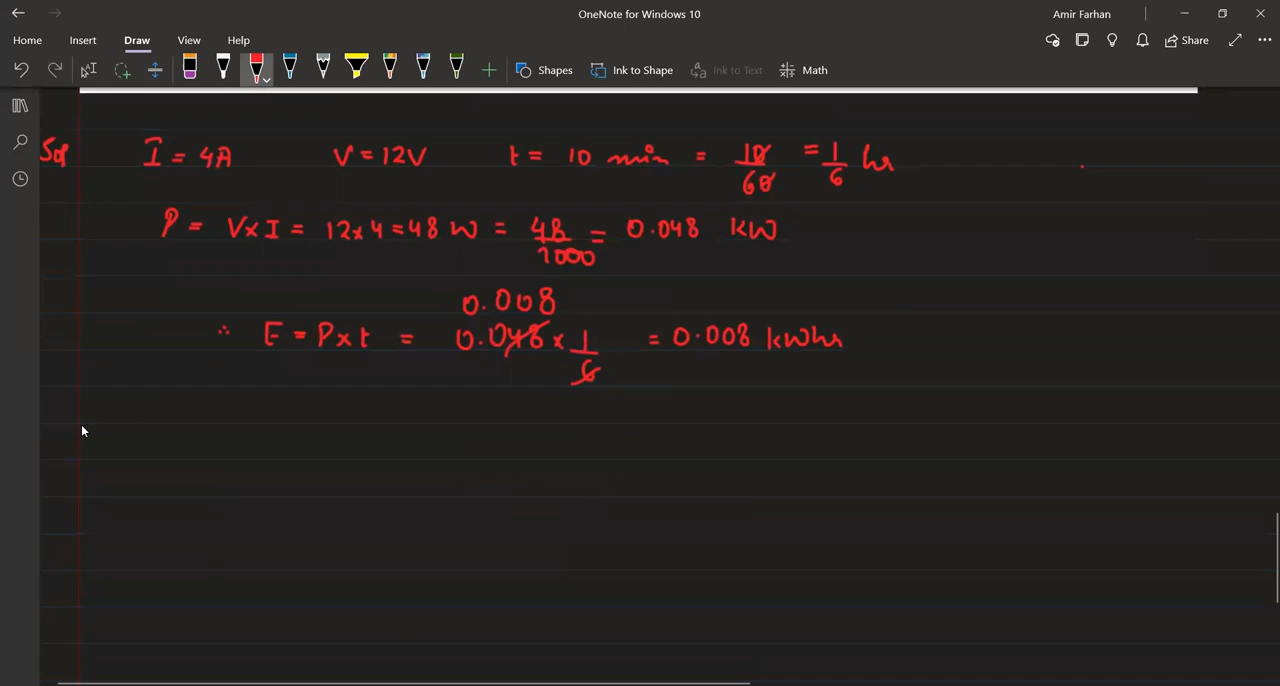 OneNote for Windows 10
Amir Farhan
Home Insert Draw View Help
Share
Shapes Ink to Shape Ink to Text Math
Sol I = 4A V = 12V t = 10 min = 10/60 = 1/6 hr
P = V×I = 12×4 = 48 W = 48/1000 = 0.048 kW
0.008
∴ E = P×t = 0.048 × 1/6 = 0.008 kWhr